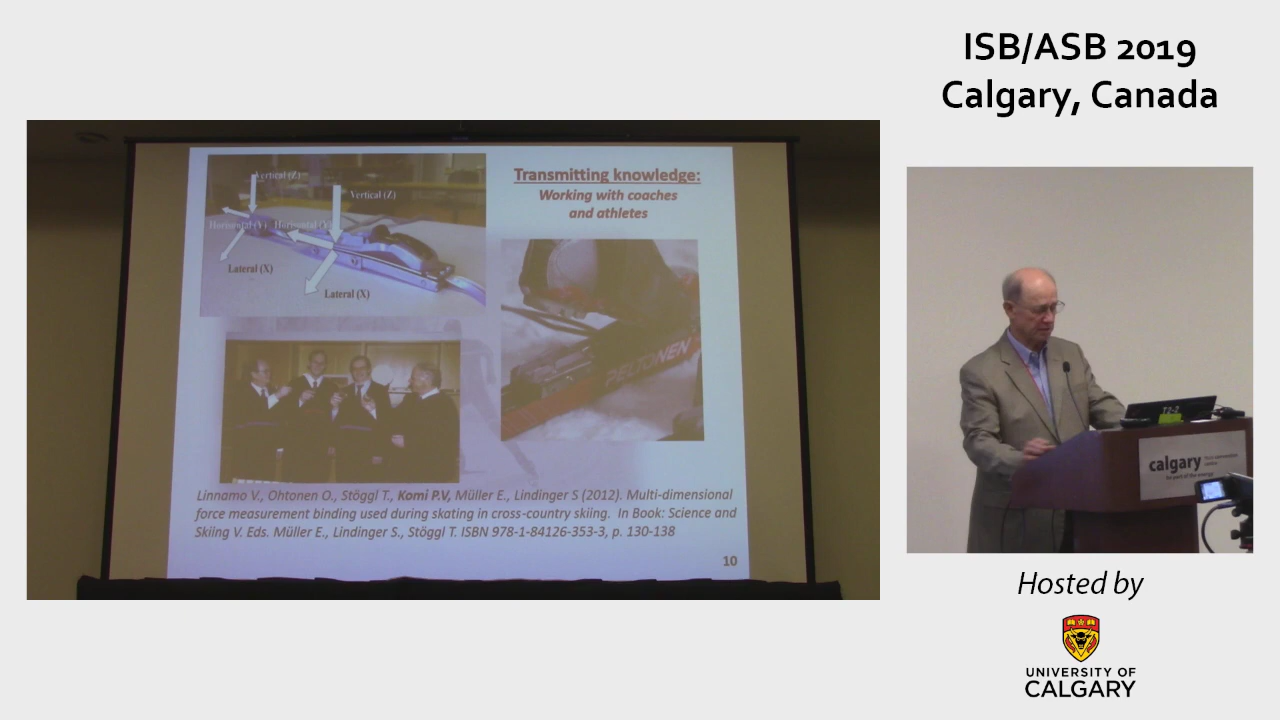 ISB/ASB 2019
Calgary, Canada
Vertical (Z)
Vertical (Z)
Horizontal (Y)
Horizontal (Y)
Lateral (X)
Lateral (X)
Transmitting knowledge:
Working with coaches
and athletes
PELTONEN
Linnamo V., Ohtonen O., Stöggl T., Komi P.V, Müller E., Lindinger S (2012). Multi-dimensional
force measurement binding used during skating in cross-country skiing. In Book: Science and
Skiing V. Eds. Müller E., Lindinger S., Stöggl T. ISBN 978-1-84126-353-3, p. 130-138
10
calgary
Hosted by
UNIVERSITY OF
CALGARY